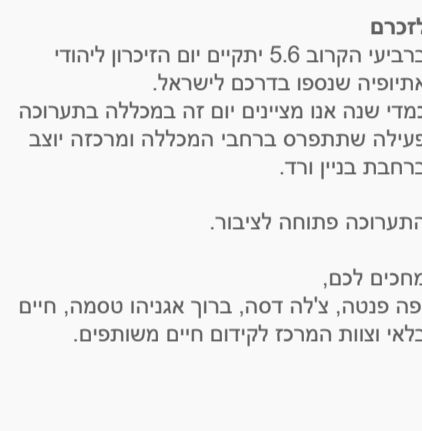 לזכרם
ברביעי הקרוב 5.6 יתקיים יום הזיכרון ליהודי
אתיופיה שנספו בדרכם לישראל.
כמדי שנה אנו מציינים יום זה במכללה בתערוכה
פעילה שתתפרס ברחבי המכללה ומרכזה יוצב
ברחבת בניין ורד.
התערוכה פתוחה לציבור.
מחכים לכם,
פה פנטה, צ'לה דסה, ברוך אגניהו טסמה, חיים
בלאי וצוות המרכז לקידום חיים משותפים.